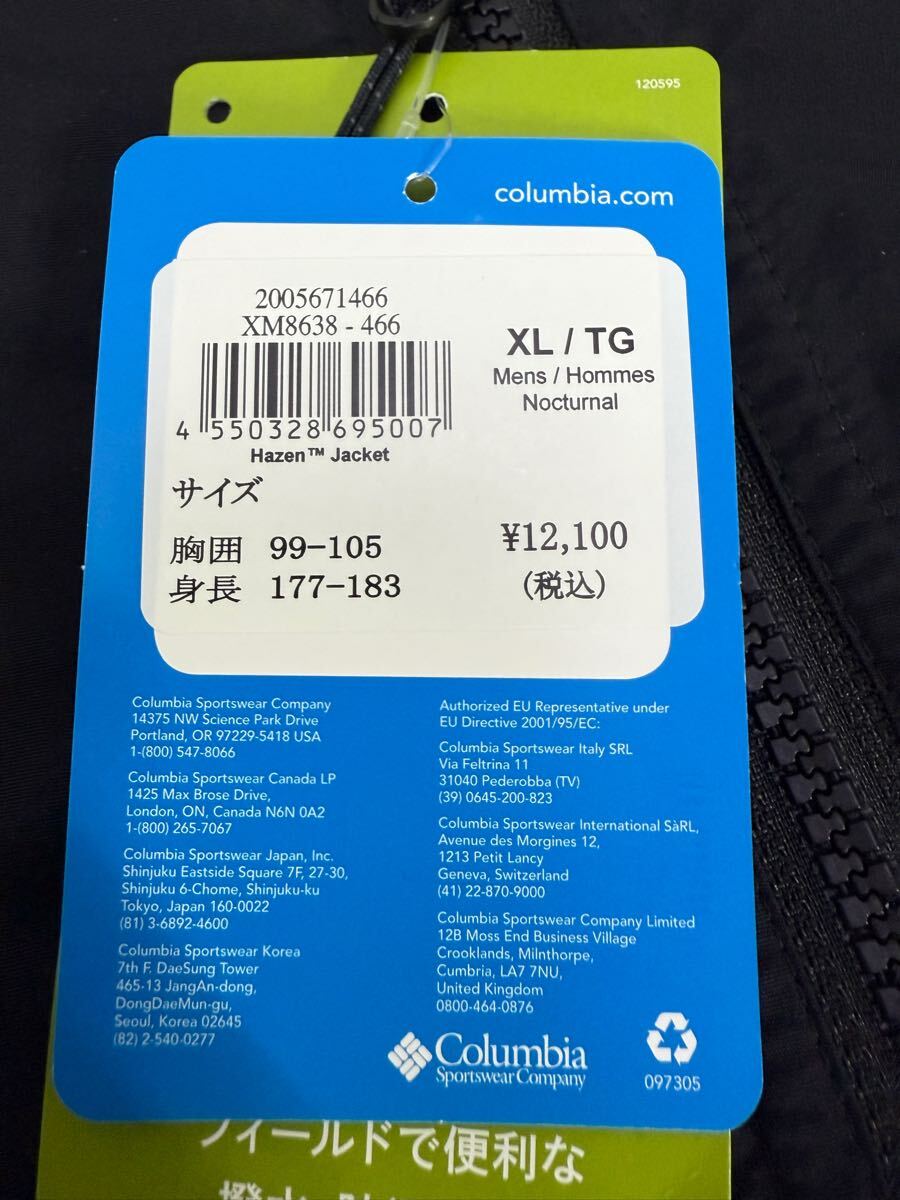 120595
columbia.com
2005671466
XM8638 - 466
XL / TG
Mens / Hommes
Nocturnal
4 550328 695007
Hazen™ Jacket
サイズ
胸囲 99-105
身長 177-183
¥12,100
(税込)
Columbia Sportswear Company
14375 NW Science Park Drive
Portland, OR 97229-5418 USA
1-(800) 547-8066
Columbia Sportswear Canada LP
1425 Max Brose Drive,
London, ON, Canada N6N 0A2
1-(800) 265-7067
Columbia Sportswear Japan, Inc.
Shinjuku Eastside Square 7F, 27-30,
Shinjuku 6-Chome, Shinjuku-ku
Tokyo, Japan 160-0022
(81) 3-6892-4600
Columbia Sportswear Korea
7th F. DaeSung Tower
465-13 JangAn-dong,
DongDaeMun-gu,
Seoul, Korea 02645
(82) 2-540-0277
Authorized EU Representative under
EU Directive 2001/95/EC:
Columbia Sportswear Italy SRL
Via Feltrina 11
31040 Pederobba (TV)
(39) 0645-200-823
Columbia Sportswear International SàRL,
Avenue des Morgines 12,
1213 Petit Lancy
Geneva, Switzerland
(41) 22-870-9000
Columbia Sportswear Company Limited
12B Moss End Business Village
Crooklands, Milnthorpe,
Cumbria, LA7 7NU,
United Kingdom
0800-464-0876
Columbia
Sportswear Company
097305
フィールドで便利な
撥水